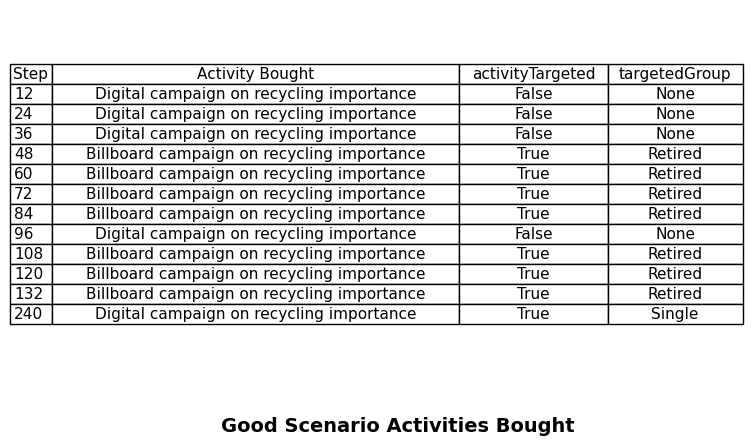 Step Activity Bought activityTargeted targetedGroup
12 Digital campaign on recycling importance False None
24 Digital campaign on recycling importance False None
36 Digital campaign on recycling importance False None
48 Billboard campaign on recycling importance True Retired
60 Billboard campaign on recycling importance True Retired
72 Billboard campaign on recycling importance True Retired
84 Billboard campaign on recycling importance True Retired
96 Digital campaign on recycling importance False None
108 Billboard campaign on recycling importance True Retired
120 Billboard campaign on recycling importance True Retired
132 Billboard campaign on recycling importance True Retired
240 Digital campaign on recycling importance True Single
Good Scenario Activities Bought